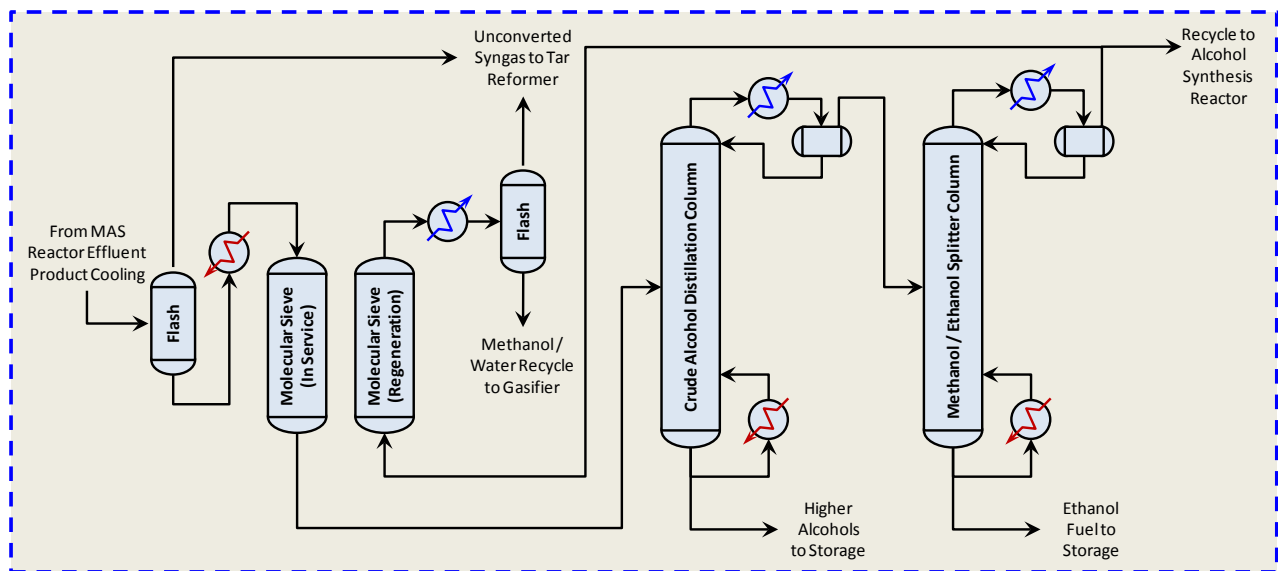 Unconverted
Syngas to Tar
Reformer
Recycle to
Alcohol
Synthesis
Reactor
From MAS
Reactor Effluent
Product Cooling
Flash
Molecular Sieve
(In Service)
Molecular Sieve
(Regeneration)
Flash
Methanol /
Water Recycle
to Gasifier
Crude Alcohol Distillation Column
Methanol / Ethanol Splitter Column
Higher
Alcohols
to Storage
Ethanol
Fuel to
Storage